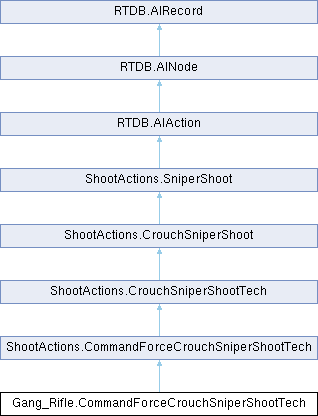 RTDB.AIRecord
RTDB.AINode
RTDB.AIAction
ShootActions.SniperShoot
ShootActions.CrouchSniperShoot
ShootActions.CrouchSniperShootTech
ShootActions.CommandForceCrouchSniperShootTech
Gang_Rifle.CommandForceCrouchSniperShootTech